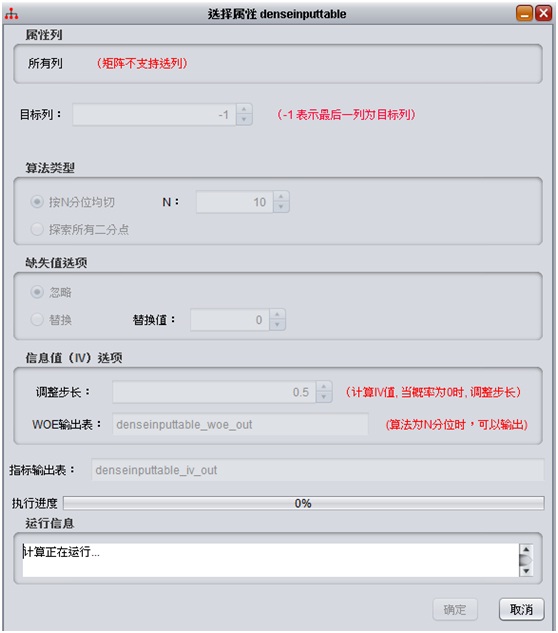 选择属性 denseinputtable
属性列
所有列 （矩阵不支持选列）
目标列： -1 （-1 表示最后一列为目标列）
算法类型
按N分位均切 N： 10
探索所有二分点
缺失值选项
忽略
替换 替换值： 0
信息值（IV）选项
调整步长： 0.5 （计算IV值, 当概率为0时, 调整步长）
WOE输出表： denseinputtable_woe_out (算法为N分位时，可以输出)
指标输出表： denseinputtable_iv_out
执行进度 0%
运行信息
计算正在运行...
确定 取消